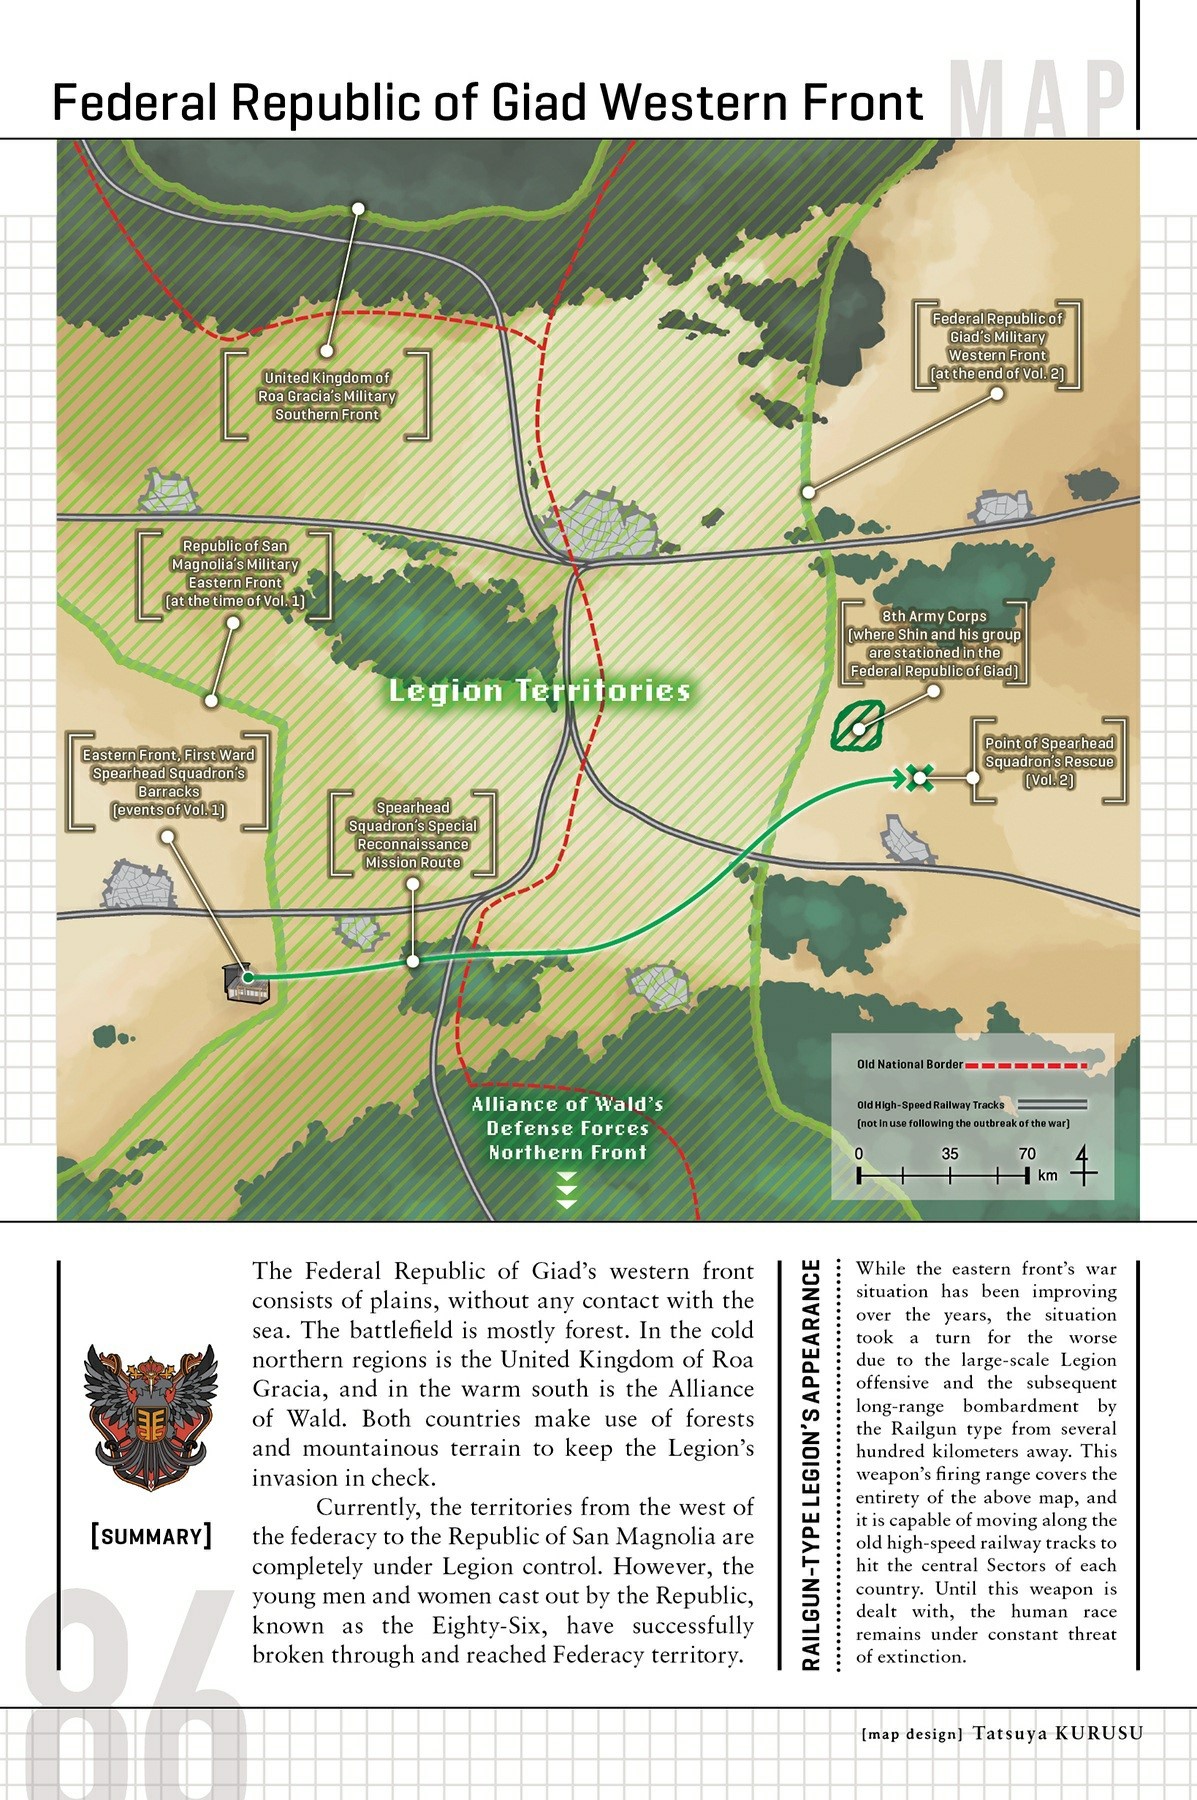 Federal Republic of Giad Western Front
MAP
United Kingdom of
Roa Gracia's Military
Southern Front
Federal Republic of
Giad's Military
Western Front
(at the end of Vol. 2)
Republic of San
Magnolia's Military
Eastern Front
(at the time of Vol. 1)
8th Army Corps
(where Shin and his group
are stationed in the
Federal Republic of Giad)
Legion Territories
Eastern Front, First Ward
Spearhead Squadron's
Barracks
(events of Vol. 1)
Point of Spearhead
Squadron's Rescue
(Vol. 2)
Spearhead
Squadron's Special
Reconnaissance
Mission Route
Alliance of Wald's
Defense Forces
Northern Front
Old National Border
Old High-Speed Railway Tracks
(not in use following the outbreak of the war)
0 35 70
km
[SUMMARY]
The Federal Republic of Giad's western front
consists of plains, without any contact with the
sea. The battlefield is mostly forest. In the cold
northern regions is the United Kingdom of Roa
Gracia, and in the warm south is the Alliance
of Wald. Both countries make use of forests
and mountainous terrain to keep the Legion's
invasion in check.
Currently, the territories from the west of
the federacy to the Republic of San Magnolia are
completely under Legion control. However, the
young men and women cast out by the Republic,
known as the Eighty-Six, have successfully
broken through and reached Federacy territory.
RAILGUN-TYPE LEGION'S APPEARANCE
While the eastern front's war
situation has been improving
over the years, the situation
took a turn for the worse
due to the large-scale Legion
offensive and the subsequent
long-range bombardment by
the Railgun type from several
hundred kilometers away. This
weapon's firing range covers the
entirety of the above map, and
it is capable of moving along the
old high-speed railway tracks to
hit the central Sectors of each
country. Until this weapon is
dealt with, the human race
remains under constant threat
of extinction.
86
[map design] Tatsuya KURUSU